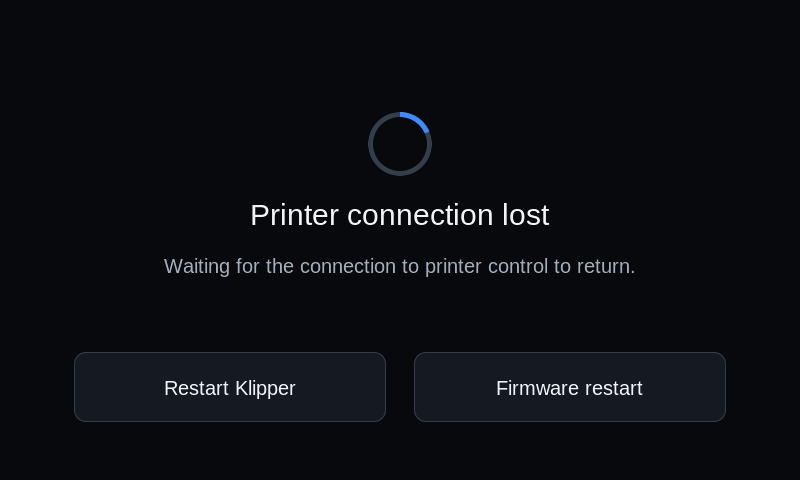 Printer connection lost
Waiting for the connection to printer control to return.
Restart Klipper
Firmware restart